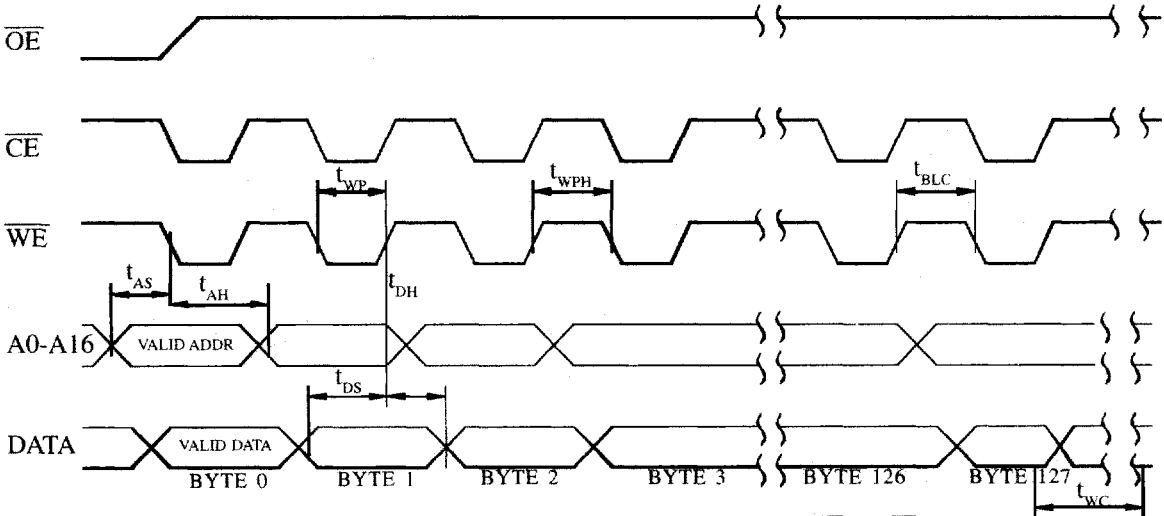 OE
CE
tWP
tWPH
tBLC
WE
tAS
tAH
tDH
A0-A16
VALID ADDR
tDS
DATA
VALID DATA
BYTE 0
BYTE 1
BYTE 2
BYTE 3
BYTE 126
BYTE 127
tWC